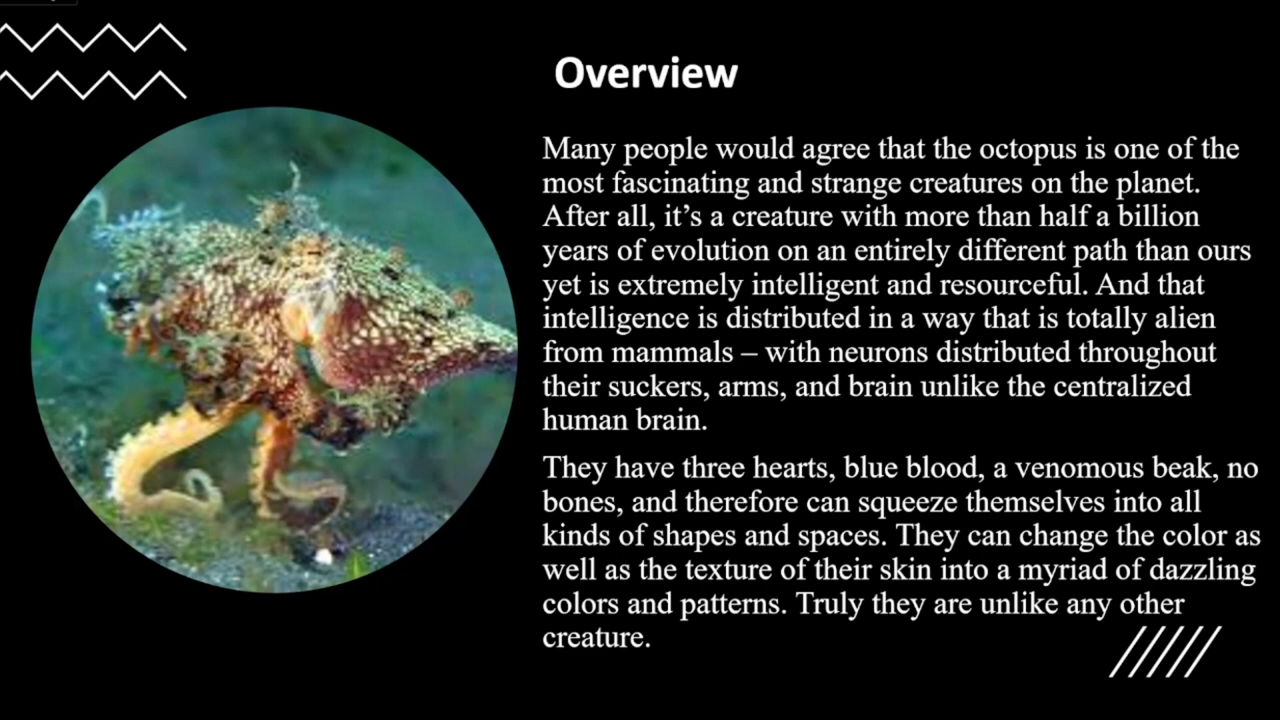 Overview
Many people would agree that the octopus is one of the
most fascinating and strange creatures on the planet.
After all, it’s a creature with more than half a billion
years of evolution on an entirely different path than ours
yet is extremely intelligent and resourceful. And that
intelligence is distributed in a way that is totally alien
from mammals – with neurons distributed throughout
their suckers, arms, and brain unlike the centralized
human brain.
They have three hearts, blue blood, a venomous beak, no
bones, and therefore can squeeze themselves into all
kinds of shapes and spaces. They can change the color as
well as the texture of their skin into a myriad of dazzling
colors and patterns. Truly they are unlike any other
creature.